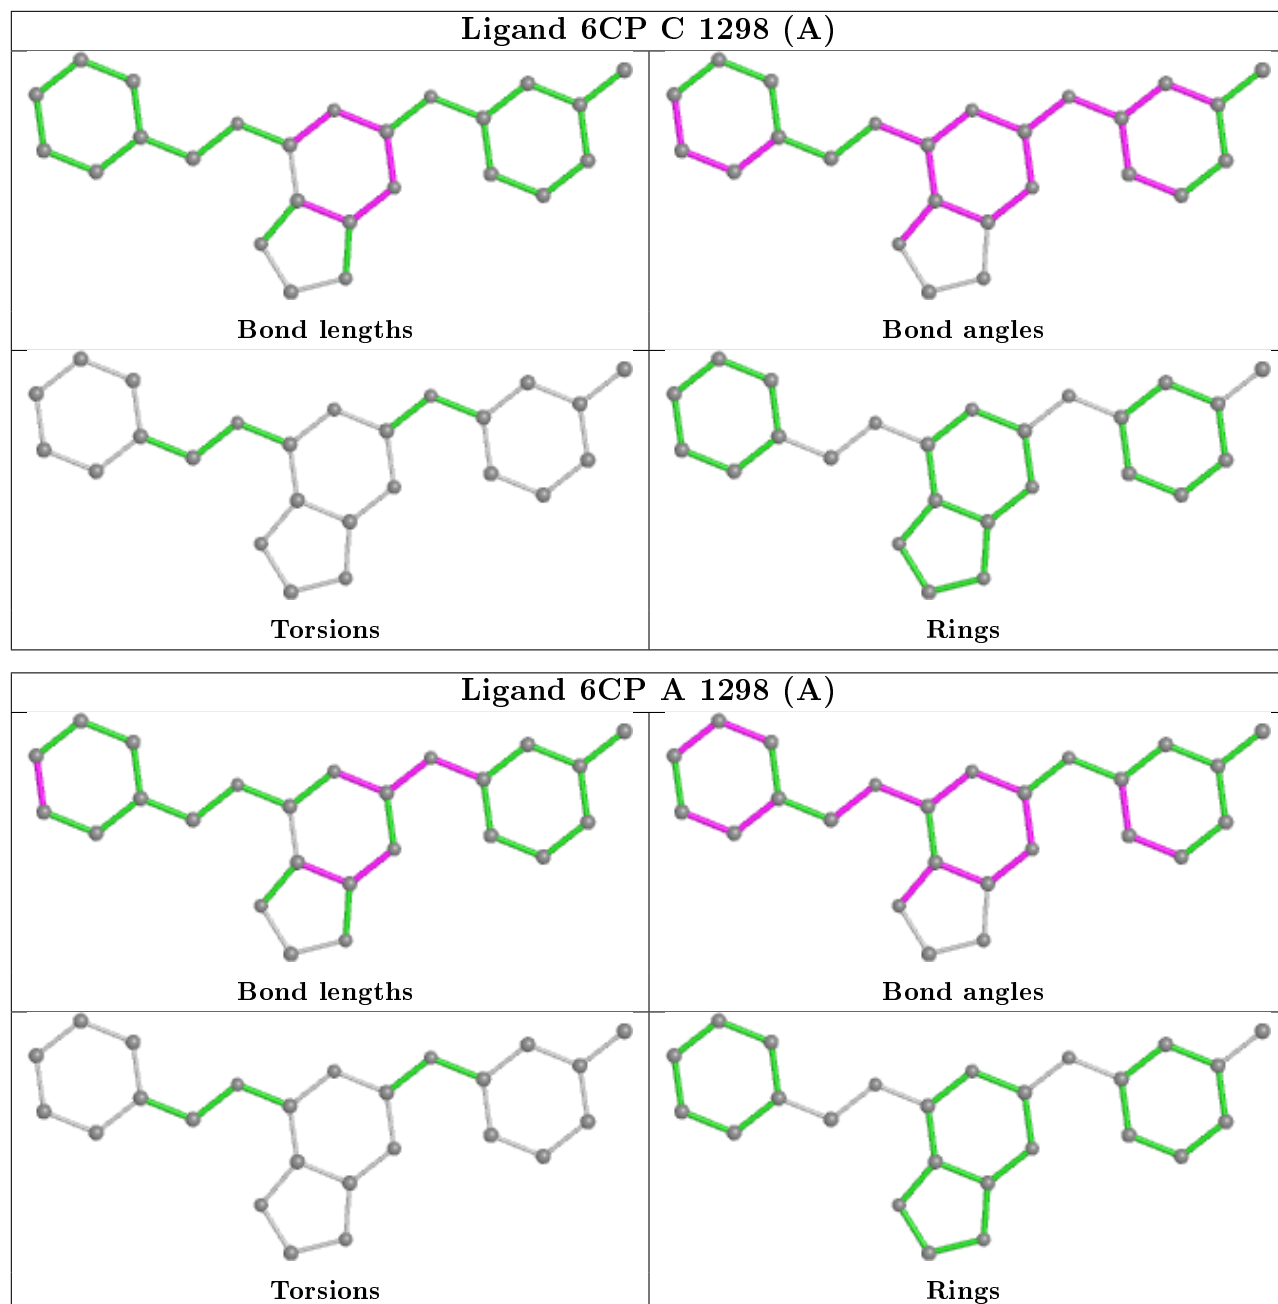 Ligand 6CP C 1298 (A)
Bond lengths
Bond angles
Torsions
Rings
Ligand 6CP A 1298 (A)
Bond lengths
Bond angles
Torsions
Rings